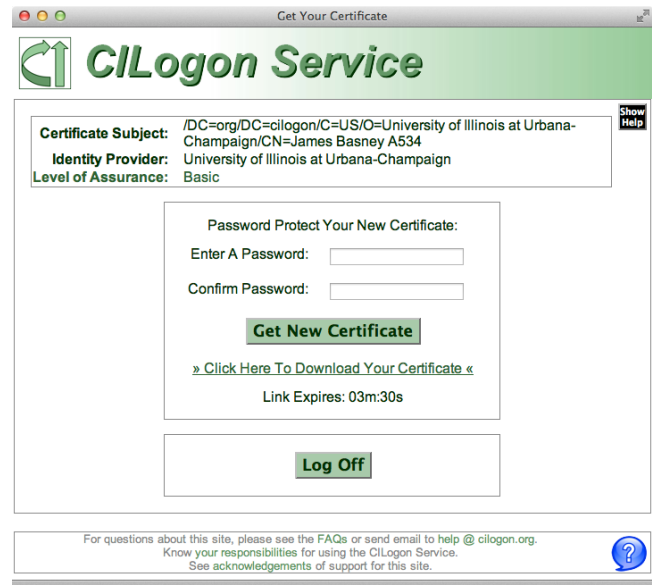 Get Your Certificate
CILogon Service
Show
Help
Certificate Subject: /DC=org/DC=cilogon/C=US/O=University of Illinois at Urbana-
Champaign/CN=James Basney A534
Identity Provider: University of Illinois at Urbana-Champaign
Level of Assurance: Basic
Password Protect Your New Certificate:
Enter A Password:
Confirm Password:
Get New Certificate
» Click Here To Download Your Certificate «
Link Expires: 03m:30s
Log Off
For questions about this site, please see the FAQs or send email to help @ cilogon.org.
Know your responsibilities for using the CILogon Service.
See acknowledgements of support for this site.
?